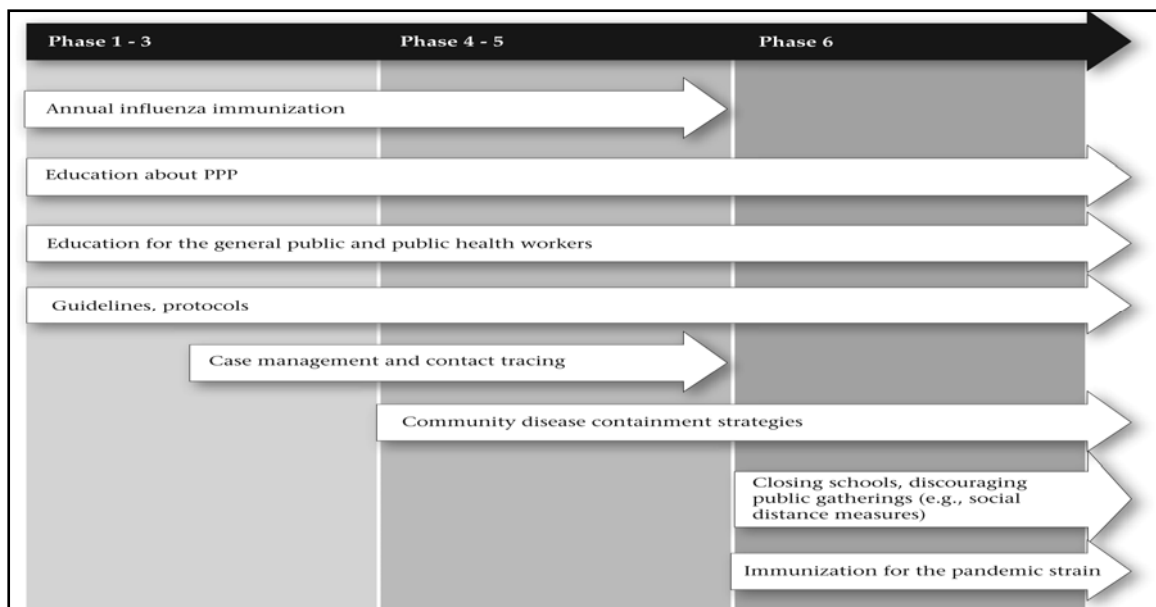 Phase 1 - 3 Phase 4 - 5 Phase 6
Annual influenza immunization
Education about PPP
Education for the general public and public health workers
Guidelines, protocols
Case management and contact tracing
Community disease containment strategies
Closing schools, discouraging
public gatherings (e.g., social
distance measures)
Immunization for the pandemic strain